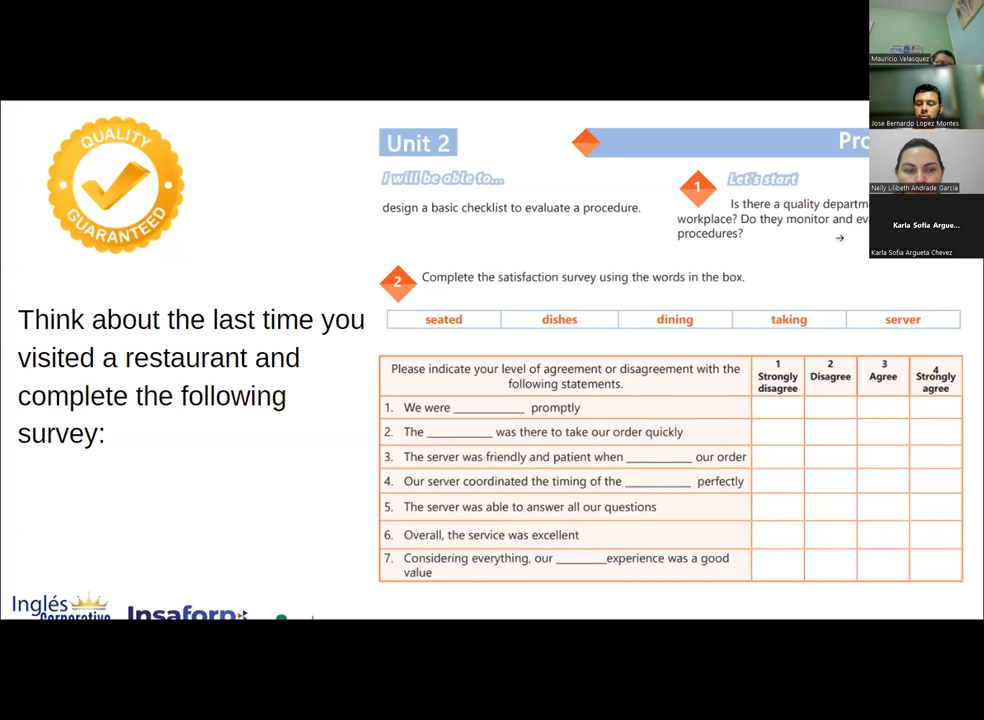 QUALITY
GUARANTEED
Think about the last time you
visited a restaurant and
complete the following
survey:
Inglés
Corporativo
Insaforp
Unit 2
Pro
I will be able to...
design a basic checklist to evaluate a procedure.
1
Let's start
Is there a quality departm
workplace? Do they monitor and ev
procedures?
2
Complete the satisfaction survey using the words in the box.
seated dishes dining taking server
Please indicate your level of agreement or disagreement with the
following statements.
1
Strongly
disagree
2
Disagree
3
Agree
4
Strongly
agree
1. We were ____________ promptly
2. The ___________ was there to take our order quickly
3. The server was friendly and patient when ___________ our order
4. Our server coordinated the timing of the ___________ perfectly
5. The server was able to answer all our questions
6. Overall, the service was excellent
7. Considering everything, our _________experience was a good
value
Mauricio Velasquez
Jose Bernardo Lopez Montes
Nelly Lilibeth Andrade Garcia
Karla Sofia Argue...
Karla Sofia Argueta Chevez